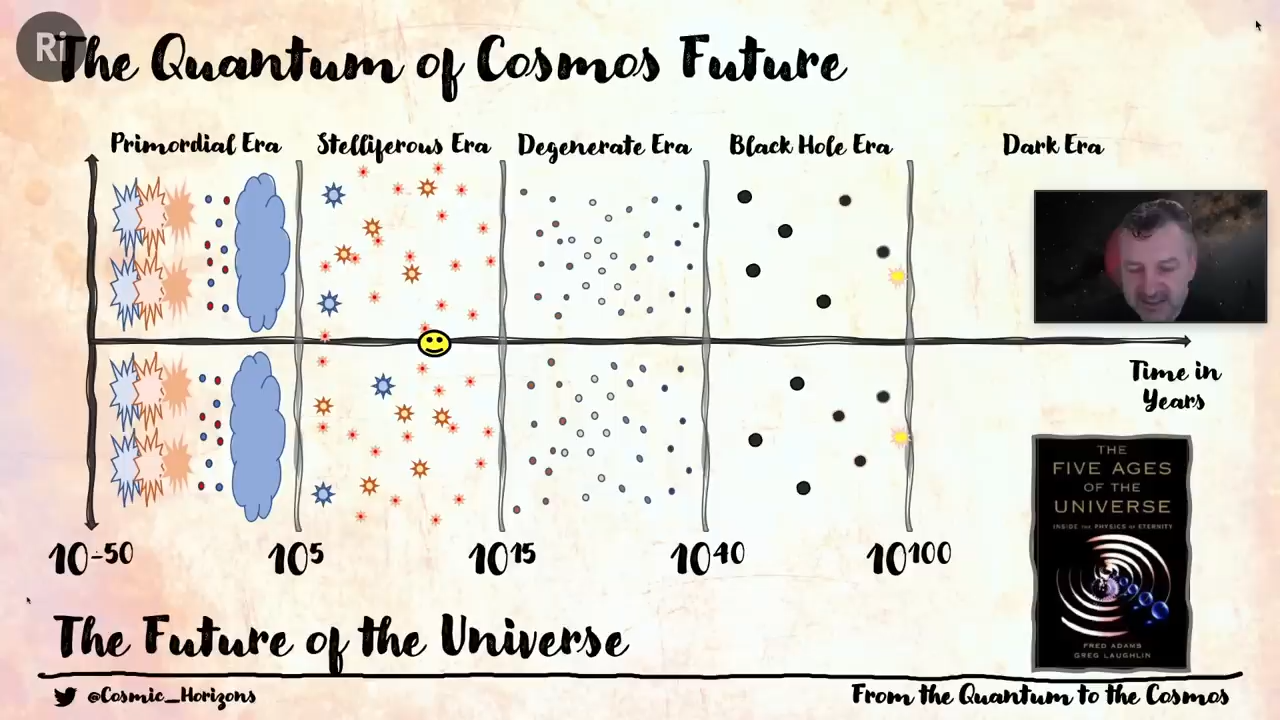 Ri
The Quantum of Cosmos Future
Primordial Era Stelliferous Era Degenerate Era Black Hole Era Dark Era
Time in
Years
10-50 105 1015 1040 10100
THE
FIVE AGES
OF THE
UNIVERSE
INSIDE THE PHYSICS OF ETERNITY
FRED ADAMS
GREG LAUGHLIN
The Future of the Universe
@Cosmic_Horizons
From the Quantum to the Cosmos